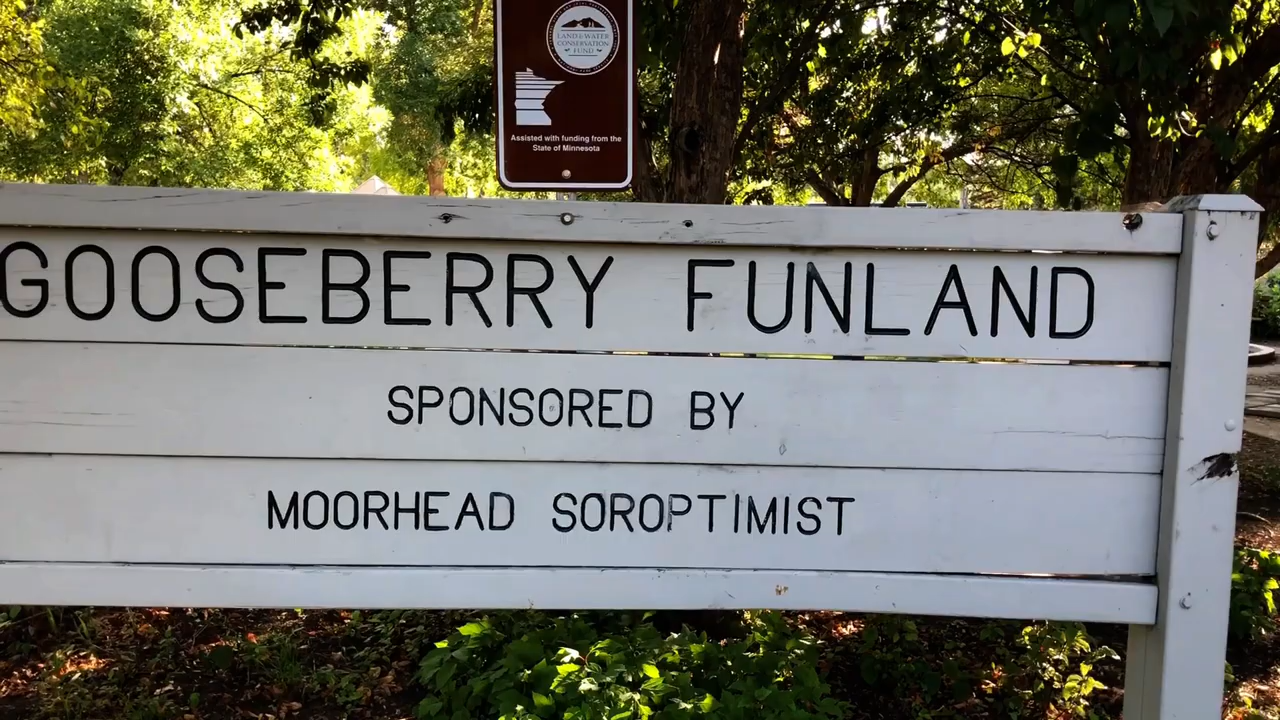 LAND & WATER
CONSERVATION
FUND
Assisted with funding from the
State of Minnesota
GOOSEBERRY FUNLAND
SPONSORED BY
MOORHEAD SOROPTIMIST